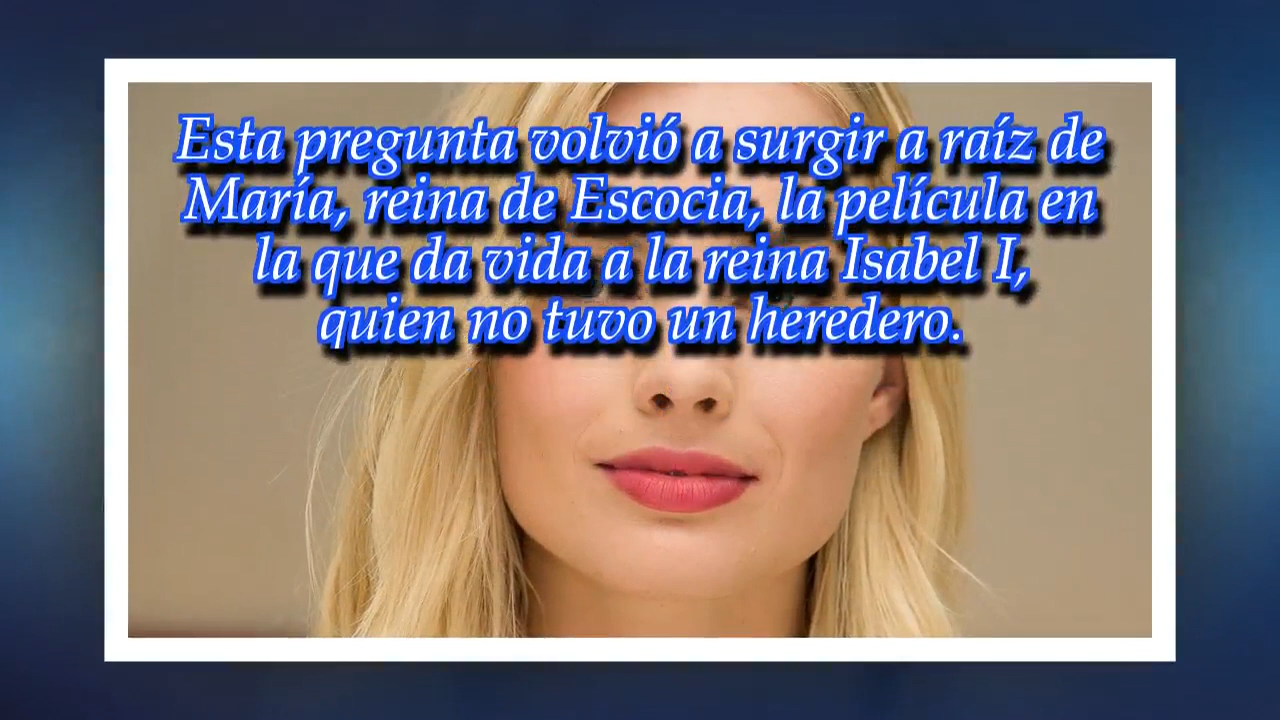 Esta pregunta volvió a surgir a raíz de
María, reina de Escocia, la película en
la que da vida a la reina Isabel I,
quien no tuvo un heredero.